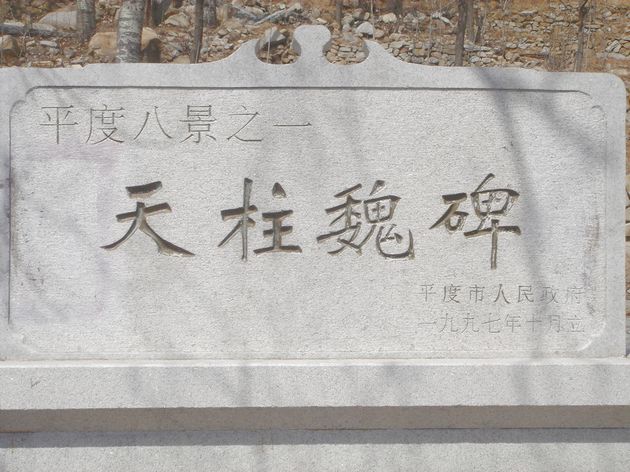 平度八景之一
天柱魏碑
平度市人民政府
一九九七年十月立